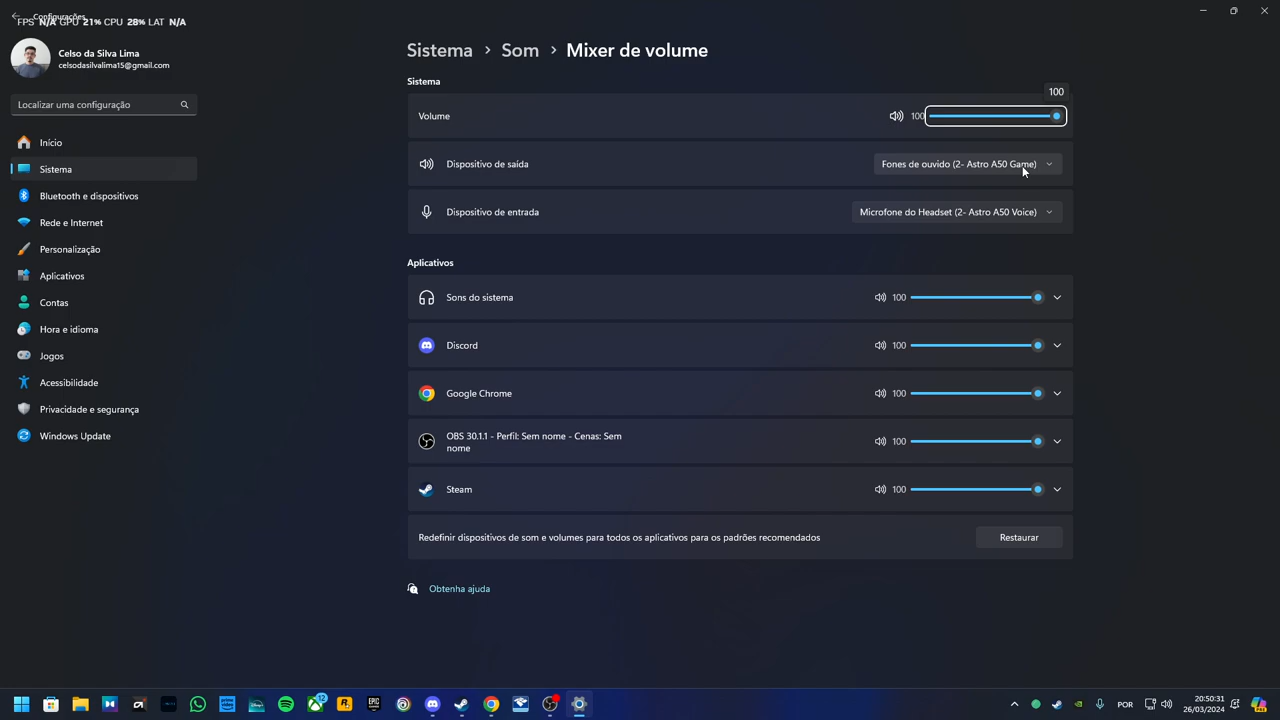 Configurações
FPS N/A GPU 21% CPU 28% LAT N/A
Celso da Silva Lima
celsodasilvalima15@gmail.com
Localizar uma configuração
Início
Sistema
Bluetooth e dispositivos
Rede e Internet
Personalização
Aplicativos
Contas
Hora e idioma
Jogos
Acessibilidade
Privacidade e segurança
Windows Update
Sistema > Som > Mixer de volume
Sistema
100
Volume 100
Dispositivo de saída Fones de ouvido (2- Astro A50 Game)
Dispositivo de entrada Microfone do Headset (2- Astro A50 Voice)
Aplicativos
Sons do sistema 100
Discord 100
Google Chrome 100
OBS 30.1.1 - Perfil: Sem nome - Cenas: Sem
nome 100
Steam 100
Redefinir dispositivos de som e volumes para todos os aplicativos para os padrões recomendados Restaurar
Obtenha ajuda
12
EPIC
POR
20:50:31
26/03/2024